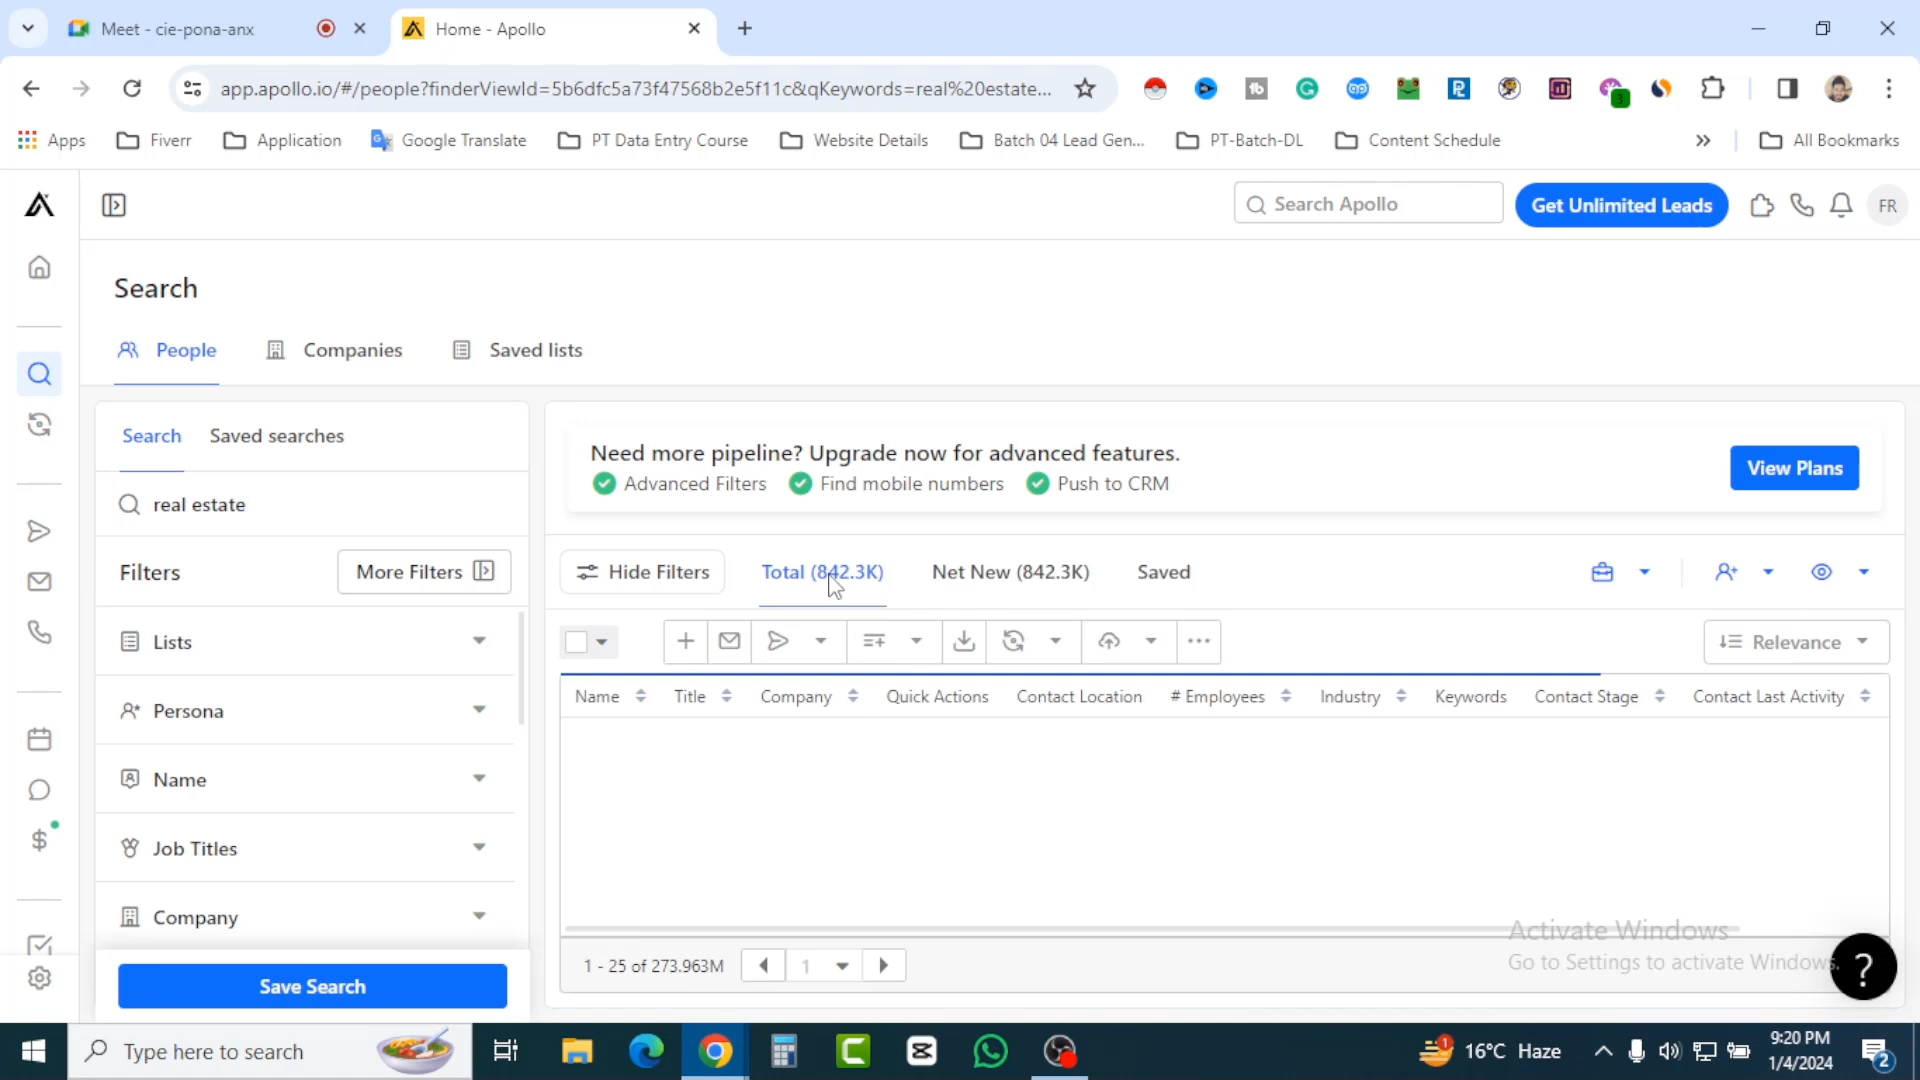 Meet - cie-pona-anx
Home - Apollo
app.apollo.io/#/people?finderViewId=5b6dfc5a73f47568b2e5f11c&qKeywords=real%20estate...
Apps
Fiverr
Application
Google Translate
PT Data Entry Course
Website Details
Batch 04 Lead Gen...
PT-Batch-DL
Content Schedule
All Bookmarks
Search Apollo
Get Unlimited Leads
FR
Search
People
Companies
Saved lists
Search
Saved searches
real estate
Filters
More Filters
Lists
Persona
Name
Job Titles
Company
Save Search
Need more pipeline? Upgrade now for advanced features.
Advanced Filters
Find mobile numbers
Push to CRM
View Plans
Hide Filters
Total (842.3K)
Net New (842.3K)
Saved
Relevance
Name
Title
Company
Quick Actions
Contact Location
# Employees
Industry
Keywords
Contact Stage
Contact Last Activity
1 - 25 of 273.963M
1
Activate Windows
Go to Settings to activate Windows.
?
Type here to search
16°C Haze
9:20 PM
1/4/2024
2